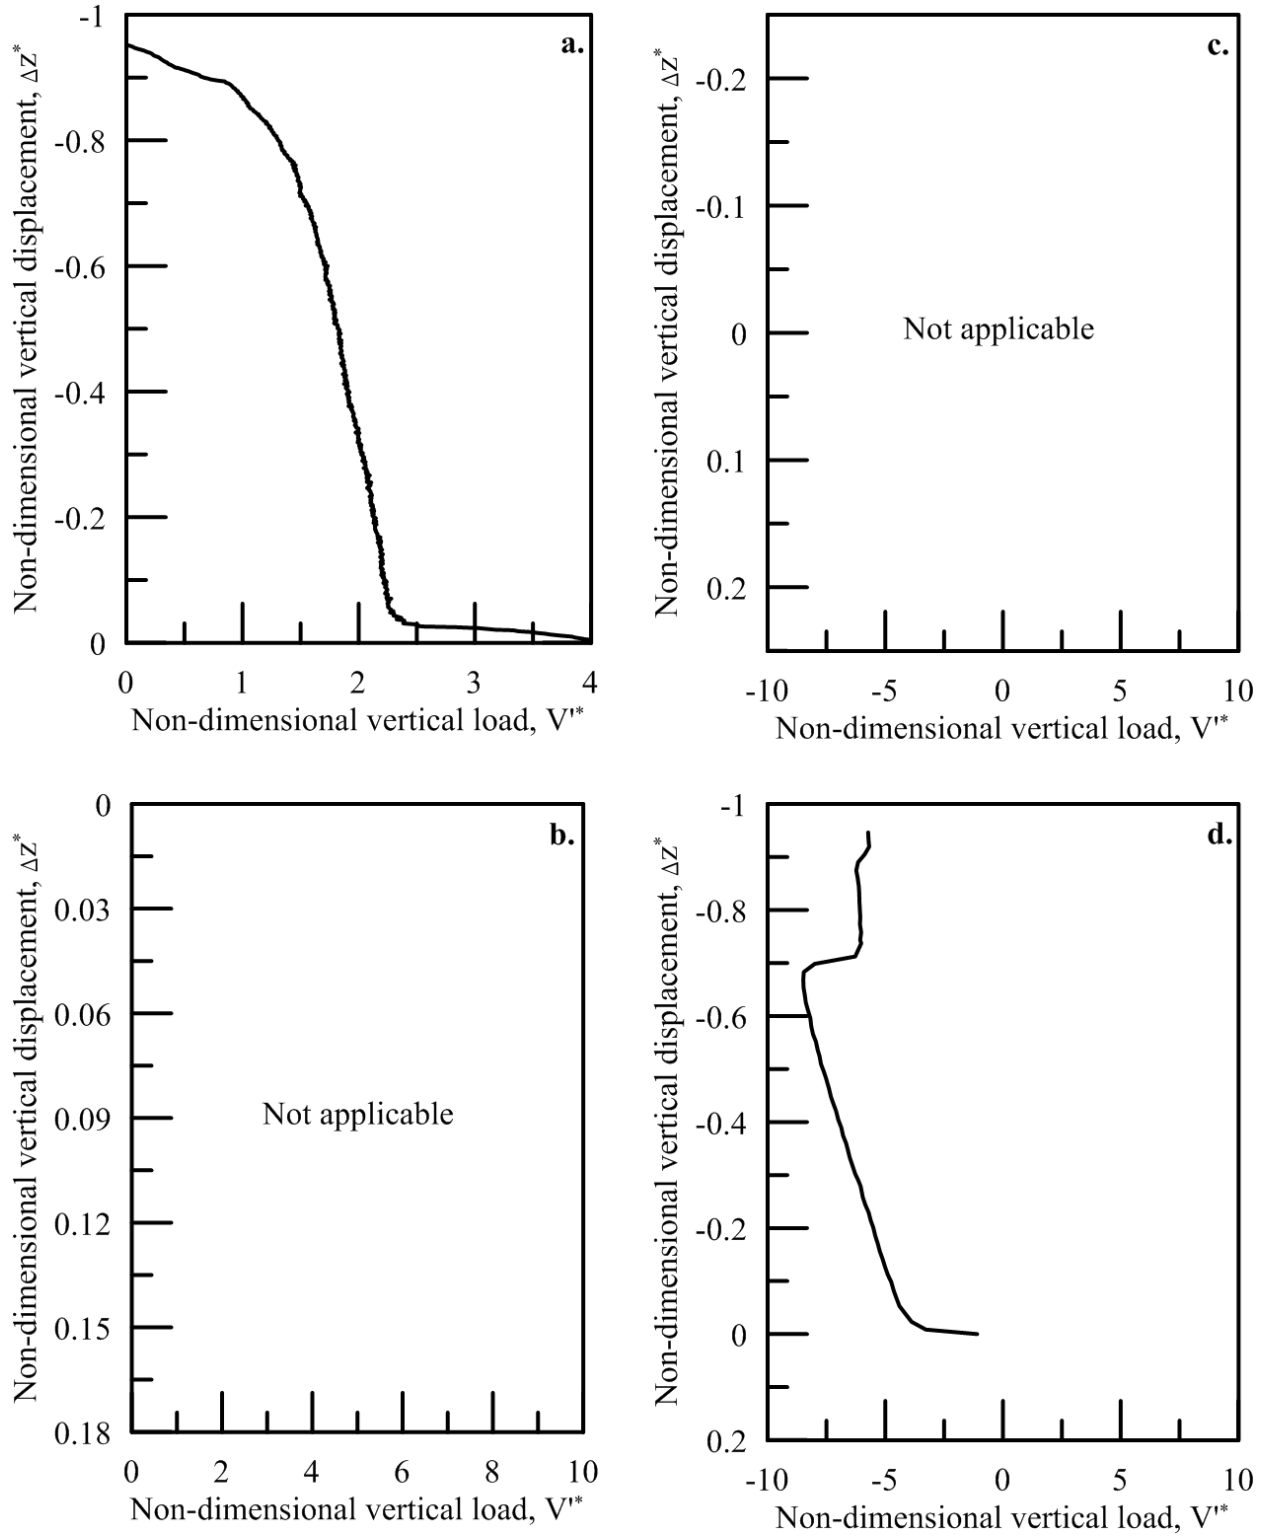 a.
Non-dimensional vertical displacement, Δz*
-1
-0.8
-0.6
-0.4
-0.2
0
0 1 2 3 4
Non-dimensional vertical load, V'*
c.
Non-dimensional vertical displacement, Δz*
-0.2
-0.1
0
0.1
0.2
Not applicable
-10 -5 0 5 10
Non-dimensional vertical load, V'*
b.
Non-dimensional vertical displacement, Δz*
0
0.03
0.06
0.09
0.12
0.15
0.18
Not applicable
0 2 4 6 8 10
Non-dimensional vertical load, V'*
d.
Non-dimensional vertical displacement, Δz*
-1
-0.8
-0.6
-0.4
-0.2
0
0.2
-10 -5 0 5 10
Non-dimensional vertical load, V'*